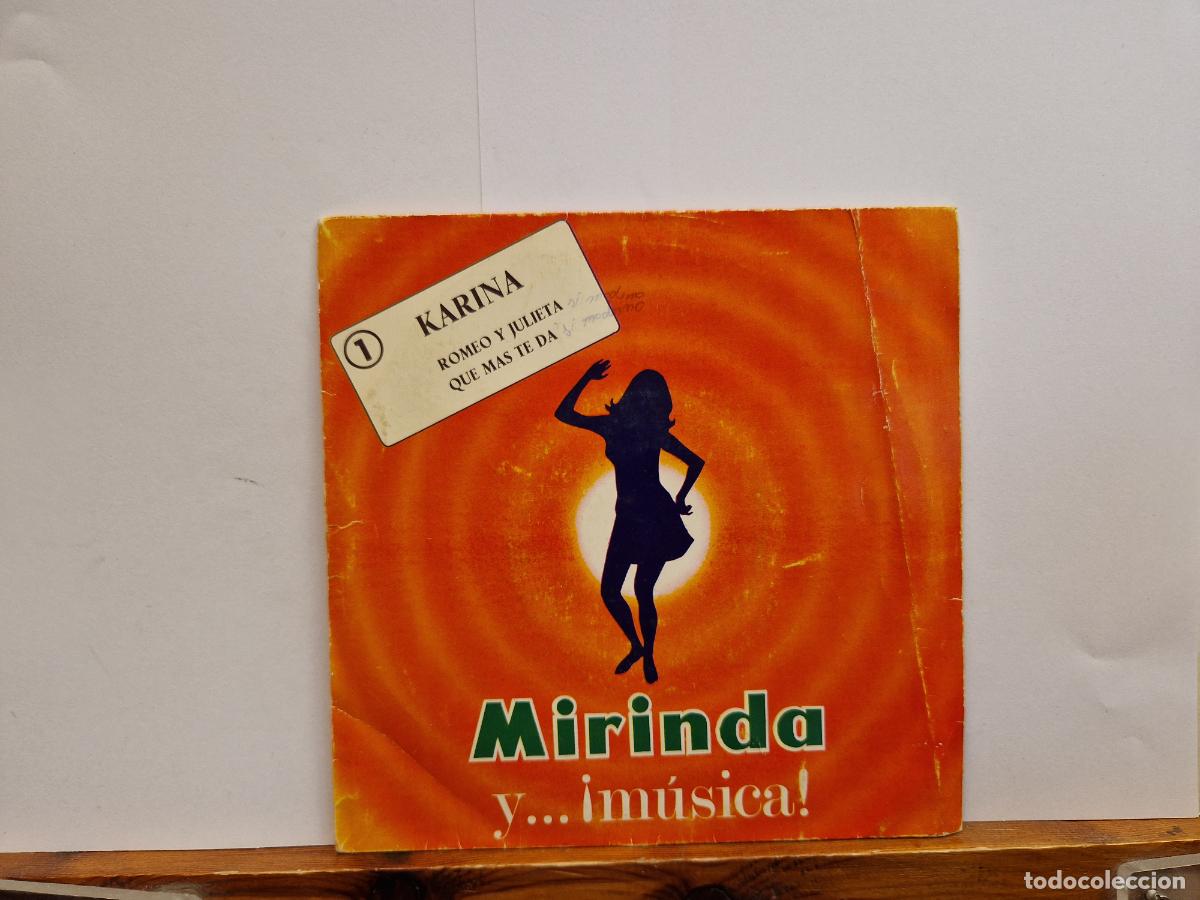 1
KARINA
ROMEO Y JULIETA
QUE MAS TE DA
Mirinda
y... ¡música!
todocoleccion